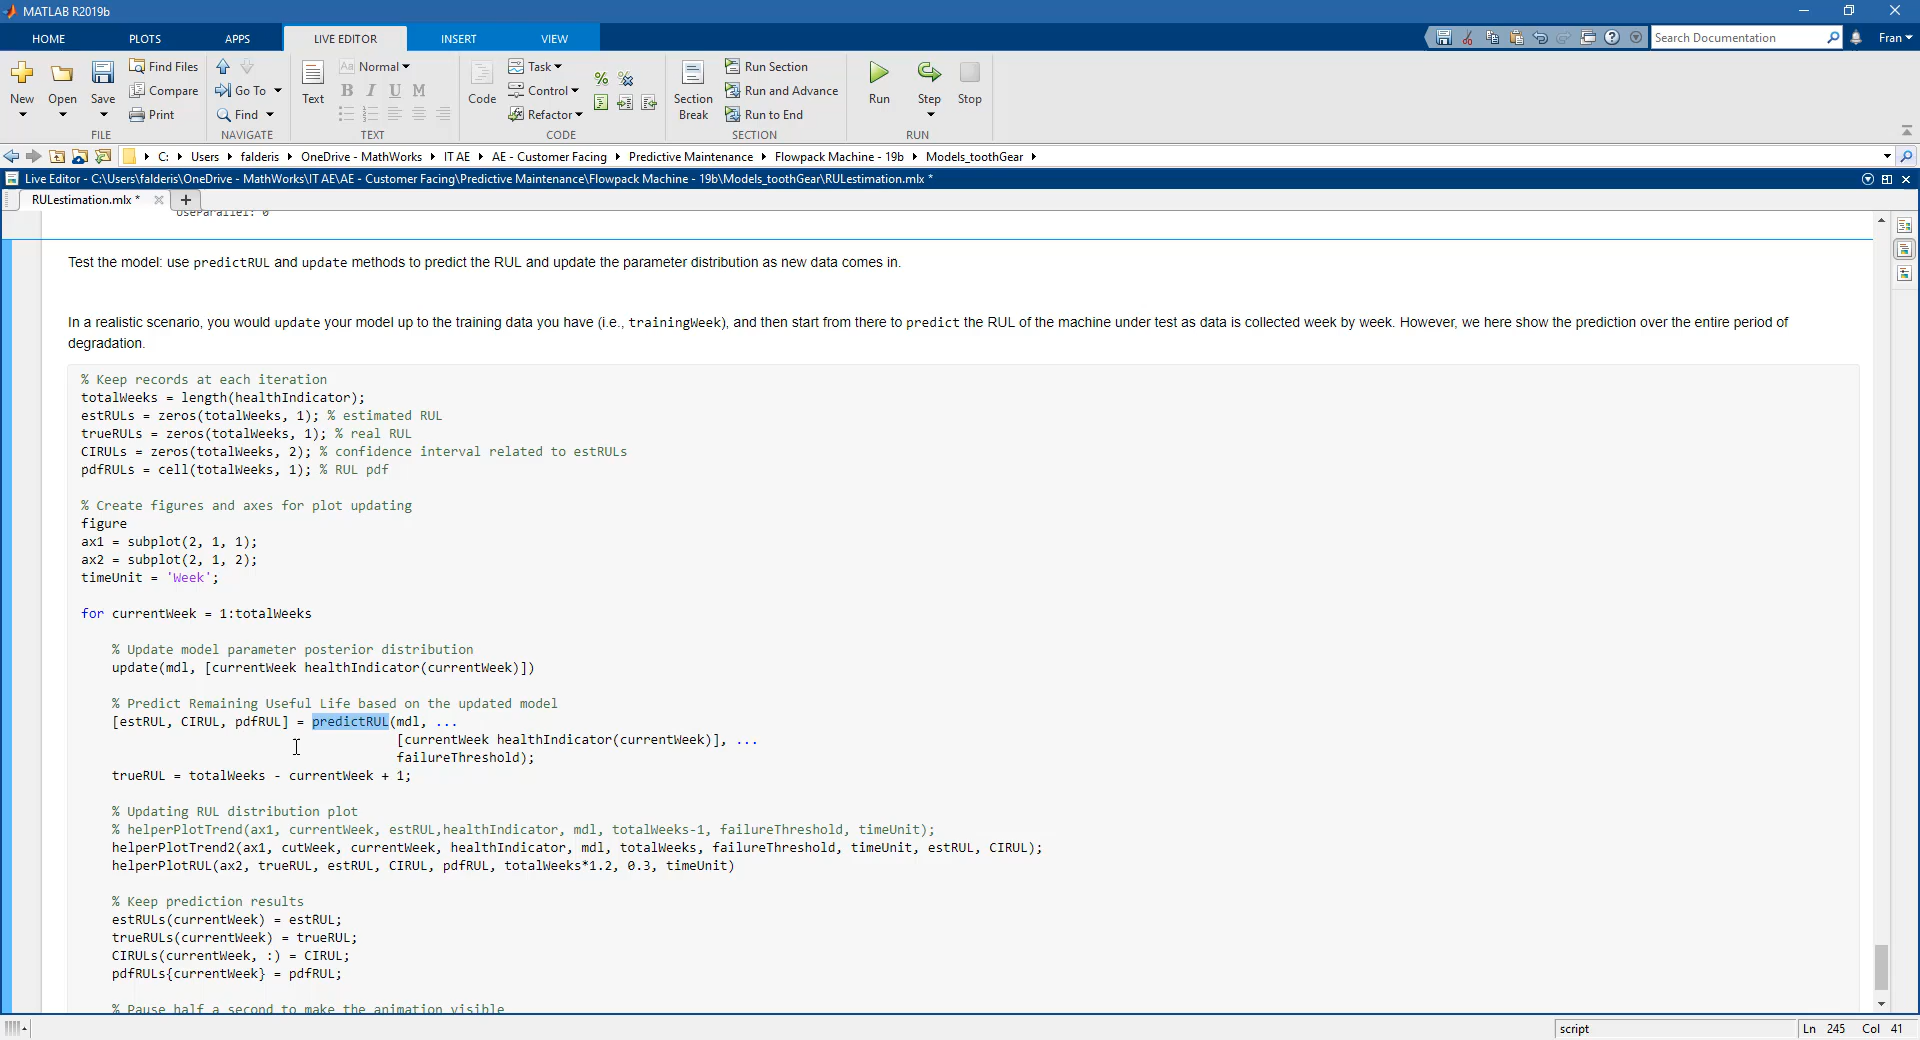 MATLAB R2019b
HOME PLOTS APPS LIVE EDITOR INSERT VIEW Search Documentation Fran
New Open Save Find Files Compare Print
FILE
Go To Find
NAVIGATE
Text Aa Normal B I U M
TEXT
Code Task Control Refactor % %
CODE
Section Break Run Section Run and Advance Run to End
SECTION
Run Step Stop
RUN
C: Users falderis OneDrive - MathWorks IT AE AE - Customer Facing Predictive Maintenance Flowpack Machine - 19b Models_toothGear
Live Editor - C:\Users\falderis\OneDrive - MathWorks\IT AE\AE - Customer Facing\Predictive Maintenance\Flowpack Machine - 19b\Models_toothGear\RULestimation.mlx *
RULestimation.mlx *
UseParallel: 0
Test the model: use predictRUL and update methods to predict the RUL and update the parameter distribution as new data comes in.
In a realistic scenario, you would update your model up to the training data you have (i.e., trainingWeek), and then start from there to predict the RUL of the machine under test as data is collected week by week. However, we here show the prediction over the entire period of
degradation.
% Keep records at each iteration
totalWeeks = length(healthIndicator);
estRULs = zeros(totalWeeks, 1); % estimated RUL
trueRULs = zeros(totalWeeks, 1); % real RUL
CIRULs = zeros(totalWeeks, 2); % confidence interval related to estRULs
pdfRULs = cell(totalWeeks, 1); % RUL pdf
% Create figures and axes for plot updating
figure
ax1 = subplot(2, 1, 1);
ax2 = subplot(2, 1, 2);
timeUnit = 'Week';
for currentWeek = 1:totalWeeks
% Update model parameter posterior distribution
update(mdl, [currentWeek healthIndicator(currentWeek)])
% Predict Remaining Useful Life based on the updated model
[estRUL, CIRUL, pdfRUL] = predictRUL(mdl, ...
[currentWeek healthIndicator(currentWeek)], ...
failureThreshold);
trueRUL = totalWeeks - currentWeek + 1;
% Updating RUL distribution plot
% helperPlotTrend(ax1, currentWeek, estRUL,healthIndicator, mdl, totalWeeks-1, failureThreshold, timeUnit);
helperPlotTrend2(ax1, cutWeek, currentWeek, healthIndicator, mdl, totalWeeks, failureThreshold, timeUnit, estRUL, CIRUL);
helperPlotRUL(ax2, trueRUL, estRUL, CIRUL, pdfRUL, totalWeeks*1.2, 0.3, timeUnit)
% Keep prediction results
estRULs(currentWeek) = estRUL;
trueRULs(currentWeek) = trueRUL;
CIRULs(currentWeek, :) = CIRUL;
pdfRULs{currentWeek} = pdfRUL;
% Pause half a second to make the animation visible
script Ln 245 Col 41